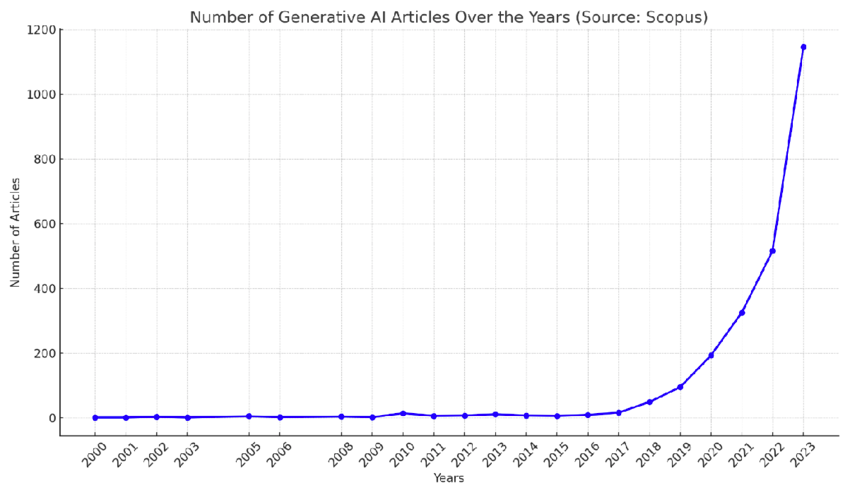 Number of Generative AI Articles Over the Years (Source: Scopus)
1200
1000
800
600
400
200
0
Number of Articles
2000 2001 2002 2003 2005 2006 2008 2009 2010 2011 2012 2013 2014 2015 2016 2017 2018 2019 2020 2021 2022 2023
Years